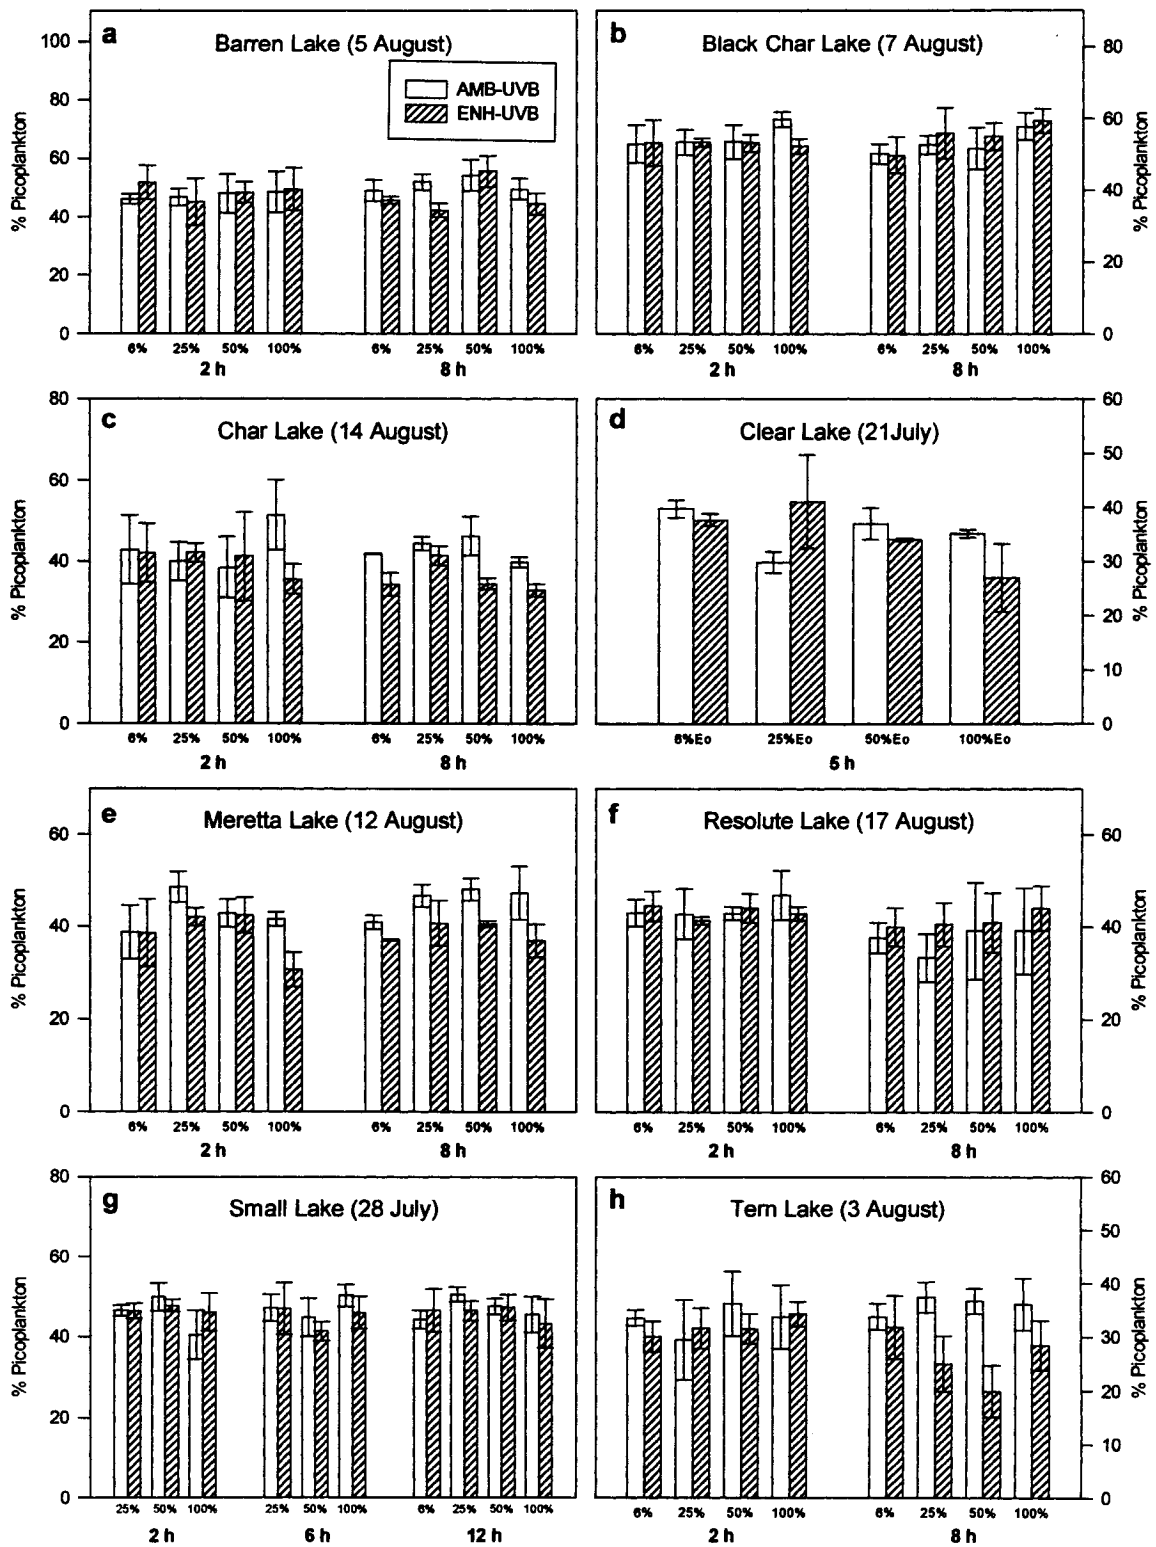 a
Barren Lake (5 August)
AMB-UVB
ENH-UVB
% Picoplankton
100
80
60
40
20
0
6% 25% 50% 100% 6% 25% 50% 100%
2 h 8 h
b
Black Char Lake (7 August)
% Picoplankton
80
60
40
20
0
6% 25% 50% 100% 6% 25% 50% 100%
2 h 8 h
c
Char Lake (14 August)
% Picoplankton
80
60
40
20
0
6% 25% 50% 100% 6% 25% 50% 100%
2 h 8 h
d
Clear Lake (21July)
% Picoplankton
60
50
40
30
20
10
0
6%Eo 25%Eo 50%Eo 100%Eo
5 h
e
Meretta Lake (12 August)
% Picoplankton
60
40
20
0
6% 25% 50% 100% 6% 25% 50% 100%
2 h 8 h
f
Resolute Lake (17 August)
% Picoplankton
60
40
20
0
6% 25% 50% 100% 6% 25% 50% 100%
2 h 8 h
g
Small Lake (28 July)
% Picoplankton
80
60
40
20
0
25% 50% 100% 25% 50% 100% 6% 25% 50% 100%
2 h 6 h 12 h
h
Tern Lake (3 August)
% Picoplankton
60
50
40
30
20
10
0
6% 25% 50% 100% 6% 25% 50% 100%
2 h 8 h